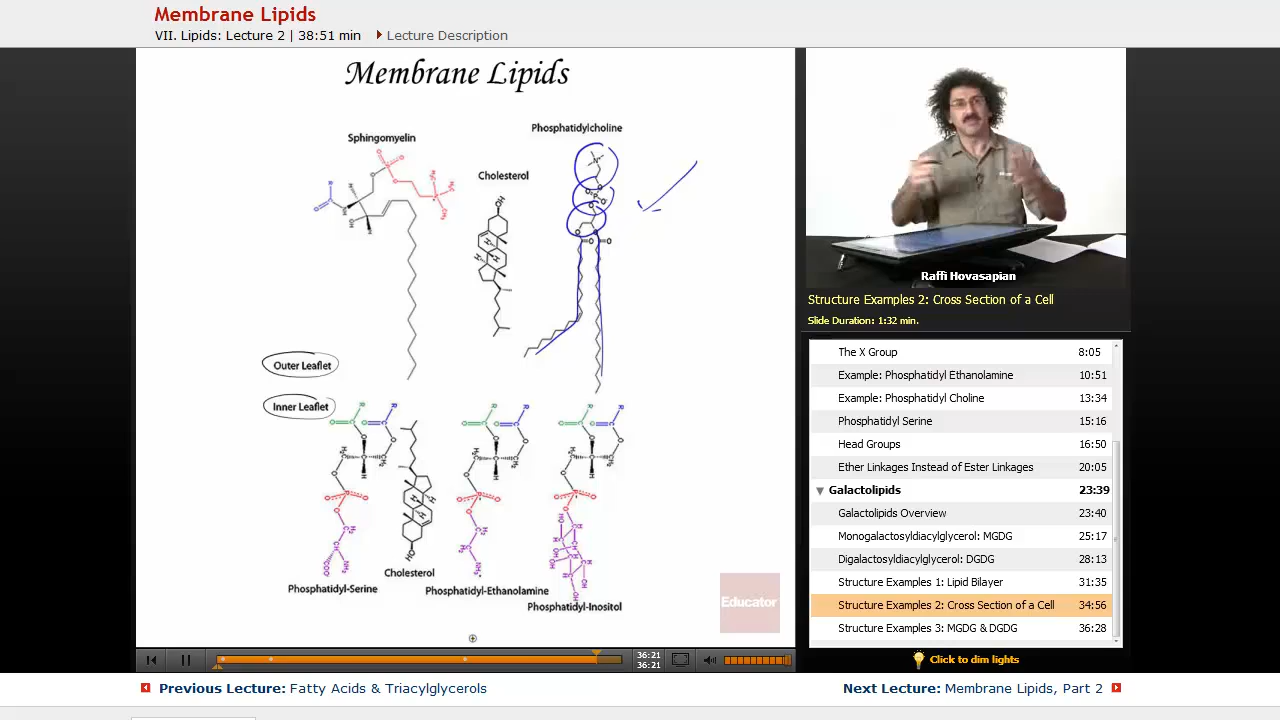 Membrane Lipids
VII. Lipids: Lecture 2 | 38:51 min
Lecture Description
Membrane Lipids
Phosphatidylcholine
Sphingomyelin
Cholesterol
Outer Leaflet
Inner Leaflet
Cholesterol
Phosphatidyl-Serine
Phosphatidyl-Ethanolamine
Phosphatidyl-Inositol
Educator
Raffi Hovasapian
Structure Examples 2: Cross Section of a Cell
Slide Duration: 1:32 min.
The X Group 8:05
Example: Phosphatidyl Ethanolamine 10:51
Example: Phosphatidyl Choline 13:34
Phosphatidyl Serine 15:16
Head Groups 16:50
Ether Linkages Instead of Ester Linkages 20:05
Galactolipids 23:39
Galactolipids Overview 23:40
Monogalactosyldiacylglycerol: MGDG 25:17
Digalactosyldiacylglycerol: DGDG 28:13
Structure Examples 1: Lipid Bilayer 31:35
Structure Examples 2: Cross Section of a Cell 34:56
Structure Examples 3: MGDG & DGDG 36:28
36:21
36:21
Click to dim lights
Previous Lecture: Fatty Acids & Triacylglycerols
Next Lecture: Membrane Lipids, Part 2